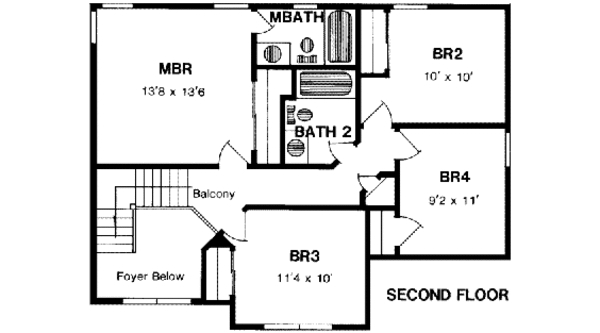 MBATH
MBR
13'8 x 13'6
BR2
10' x 10'
BATH 2
BR4
9'2 x 11'
Balcony
BR3
11'4 x 10'
Foyer Below
SECOND FLOOR